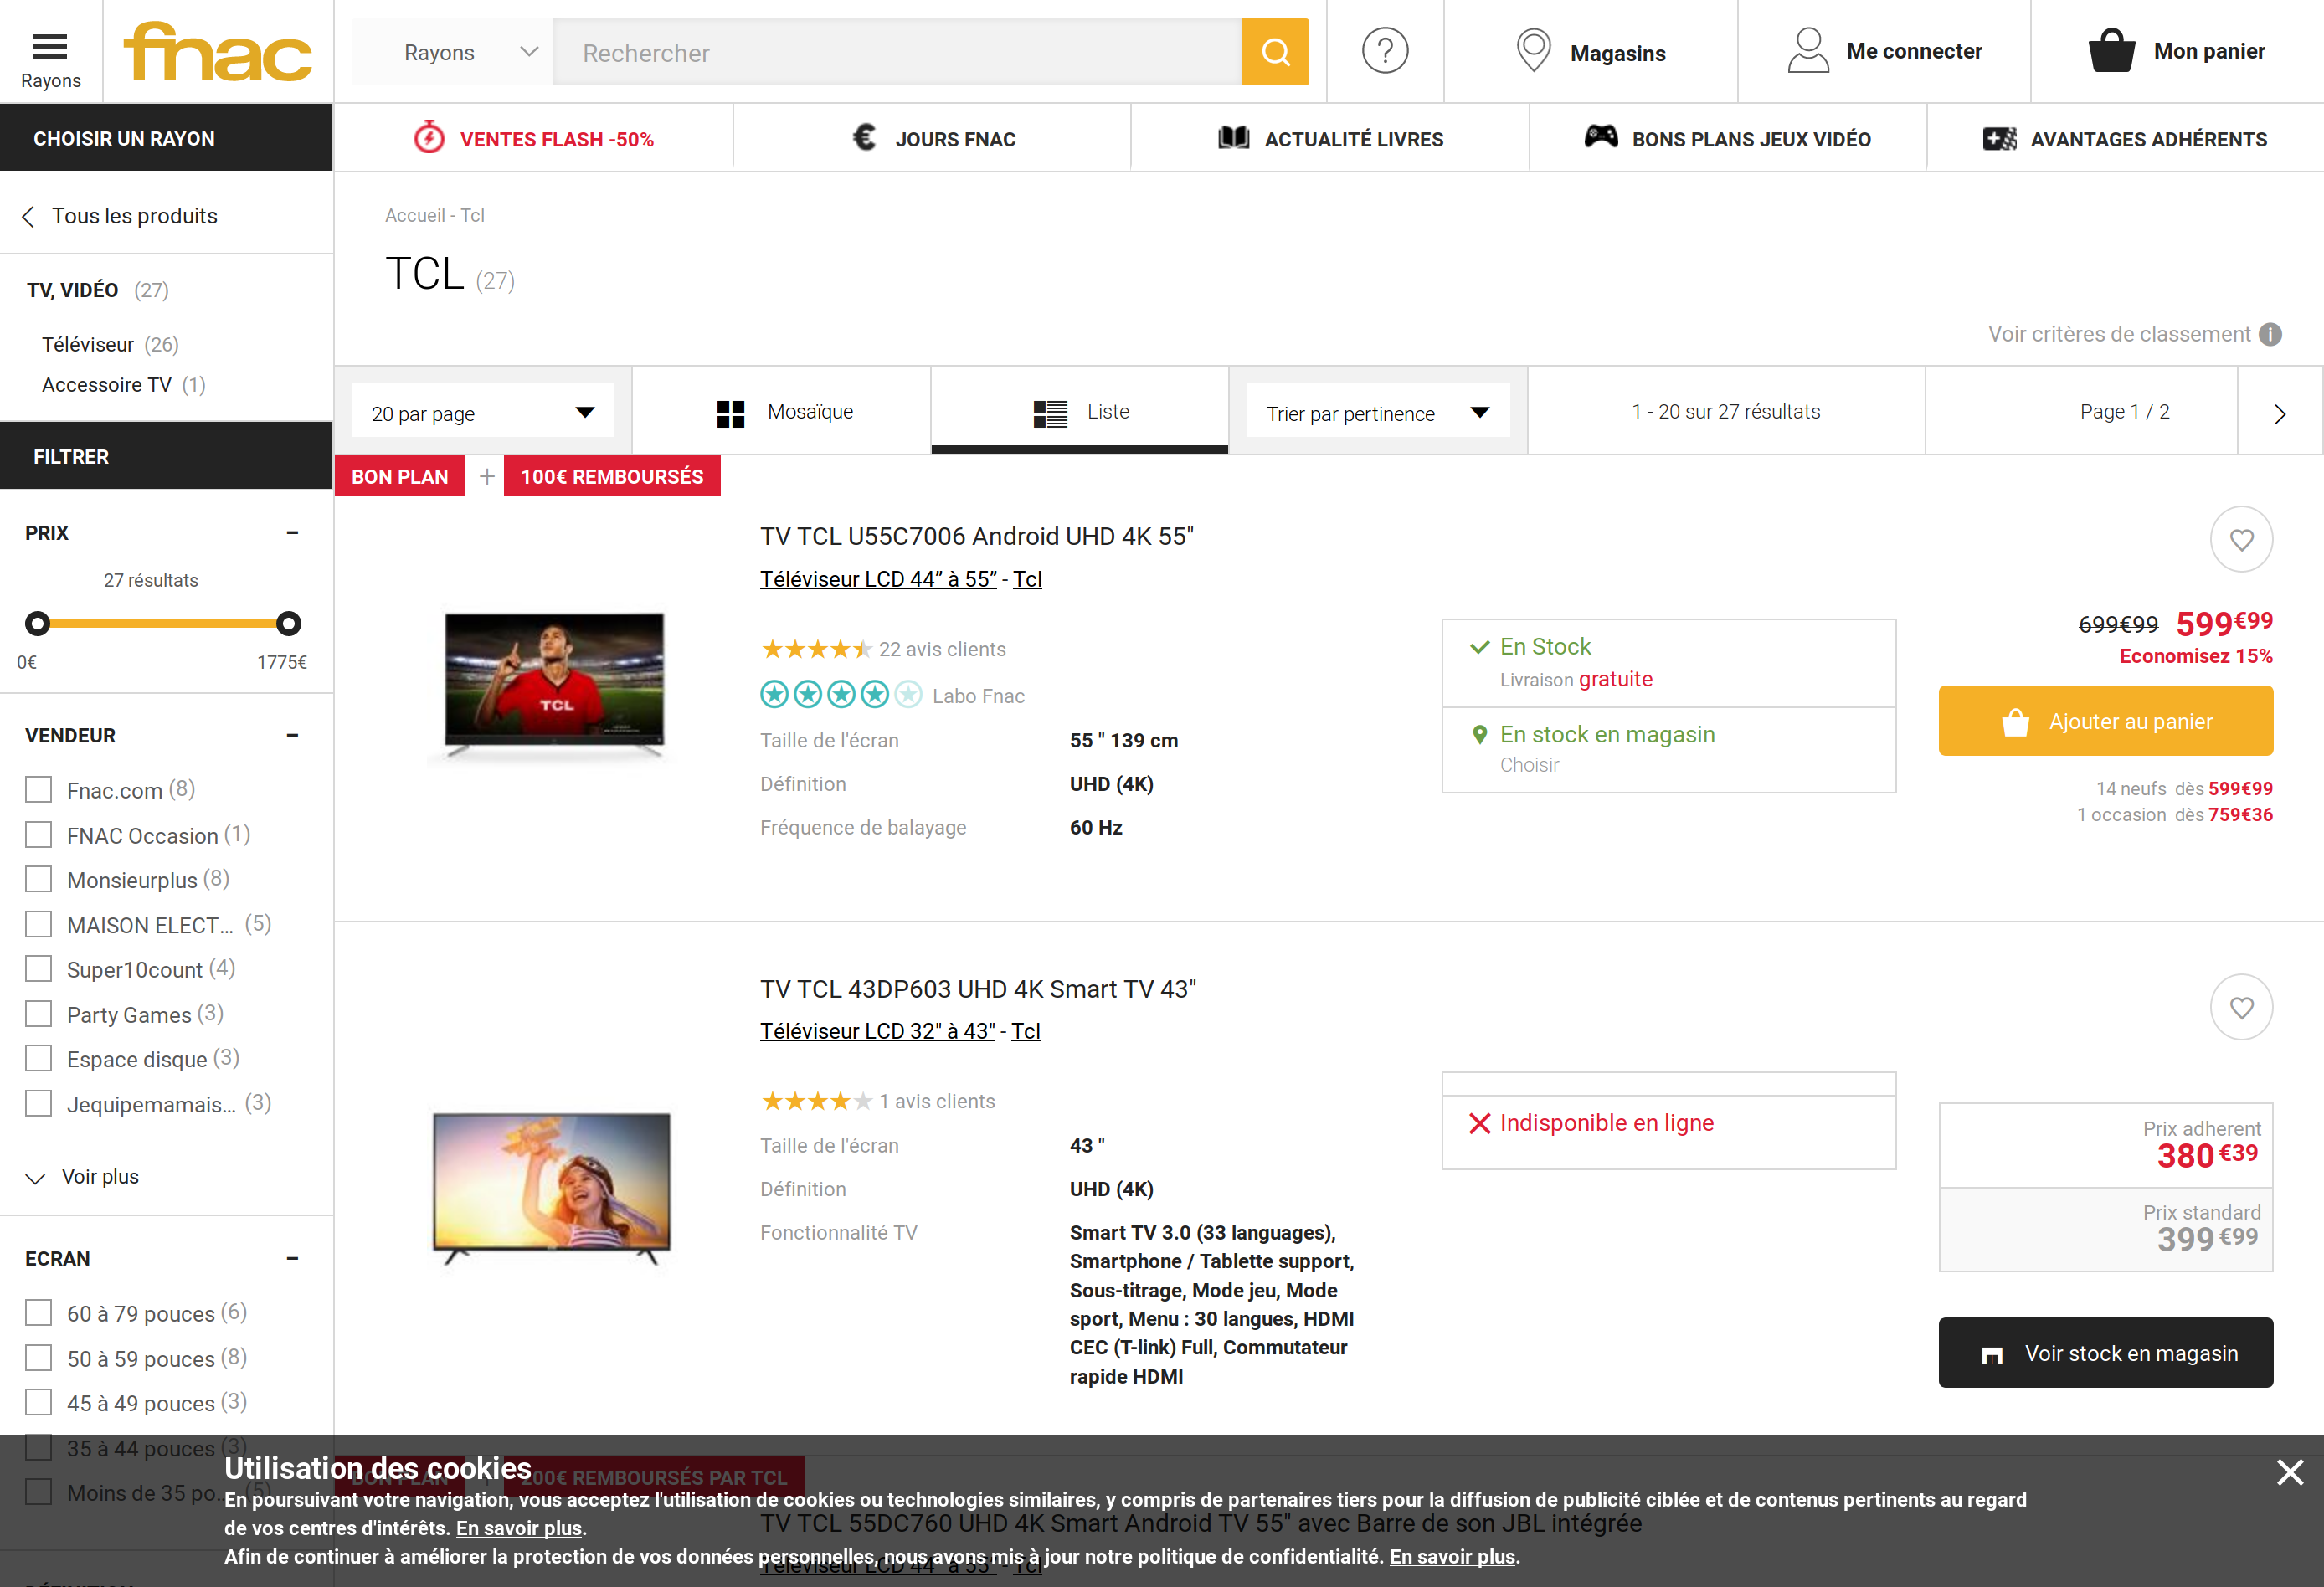 Rayons
fnac
Rayons
Rechercher
?
Magasins
Me connecter
Mon panier
CHOISIR UN RAYON
VENTES FLASH -50%
JOURS FNAC
ACTUALITÉ LIVRES
BONS PLANS JEUX VIDÉO
AVANTAGES ADHÉRENTS
Tous les produits
TV, VIDÉO (27)
Téléviseur (26)
Accessoire TV (1)
FILTRER
PRIX
27 résultats
0€ 1775€
VENDEUR
Fnac.com (8)
FNAC Occasion (1)
Monsieurplus (8)
MAISON ELECT... (5)
Super10count (4)
Party Games (3)
Espace disque (3)
Jequipemamais... (3)
Voir plus
ECRAN
60 à 79 pouces (6)
50 à 59 pouces (8)
45 à 49 pouces (3)
35 à 44 pouces (3)
Moins de 35 po... (5)
Accueil - Tcl
TCL (27)
Voir critères de classement i
20 par page
Mosaïque
Liste
Trier par pertinence
1 - 20 sur 27 résultats
Page 1 / 2
BON PLAN + 100€ REMBOURSÉS
TV TCL U55C7006 Android UHD 4K 55"
Téléviseur LCD 44” à 55” - Tcl
TCL
22 avis clients
Labo Fnac
Taille de l'écran 55 " 139 cm
Définition UHD (4K)
Fréquence de balayage 60 Hz
En Stock
Livraison gratuite
En stock en magasin
Choisir
699€99 599€99
Economisez 15%
Ajouter au panier
14 neufs dès 599€99
1 occasion dès 759€36
TV TCL 43DP603 UHD 4K Smart TV 43"
Téléviseur LCD 32" à 43" - Tcl
1 avis clients
Taille de l'écran 43 "
Définition UHD (4K)
Fonctionnalité TV Smart TV 3.0 (33 languages),
Smartphone / Tablette support,
Sous-titrage, Mode jeu, Mode
sport, Menu : 30 langues, HDMI
CEC (T-link) Full, Commutateur
rapide HDMI
Indisponible en ligne
Prix adherent
380€39
Prix standard
399€99
Voir stock en magasin
BON PLAN + 200€ REMBOURSÉS PAR TCL
TV TCL 55DC760 UHD 4K Smart Android TV 55" avec Barre de son JBL intégrée
Téléviseur LCD 44" à 55" - Tcl
Utilisation des cookies
En poursuivant votre navigation, vous acceptez l'utilisation de cookies ou technologies similaires, y compris de partenaires tiers pour la diffusion de publicité ciblée et de contenus pertinents au regard
de vos centres d'intérêts. En savoir plus.
Afin de continuer à améliorer la protection de vos données personnelles, nous avons mis à jour notre politique de confidentialité. En savoir plus.